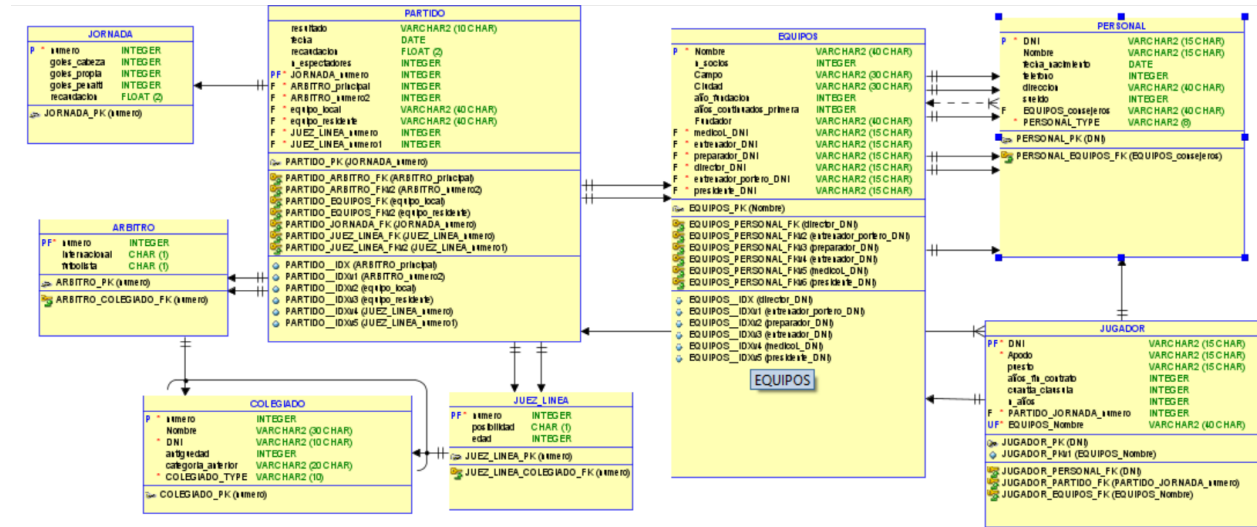 JORNADA
P * numero INTEGER
goles_cabeza INTEGER
goles_propia INTEGER
goles_penalti INTEGER
recaudacion FLOAT (2)
JORNADA_PK (numero)
PARTIDO
resultado VARCHAR2 (10 CHAR)
fecha DATE
recaudacion FLOAT (2)
n_espectadores INTEGER
PF* JORNADA_numero INTEGER
F * ARBITRO_principal INTEGER
F * ARBITRO_numero2 INTEGER
F * equipo_local VARCHAR2 (40 CHAR)
F * equipo_residente VARCHAR2 (40 CHAR)
F * JUEZ_LINEA_numero INTEGER
F * JUEZ_LINEA_numero1 INTEGER
PARTIDO_PK (JORNADA_numero)
PARTIDO_ARBITRO_FK (ARBITRO_principal)
PARTIDO_ARBITRO_FKv2 (ARBITRO_numero2)
PARTIDO_EQUIPOS_FK (equipo_local)
PARTIDO_EQUIPOS_FKv2 (equipo_residente)
PARTIDO_JORNADA_FK (JORNADA_numero)
PARTIDO_JUEZ_LINEA_FK (JUEZ_LINEA_numero)
PARTIDO_JUEZ_LINEA_FKv2 (JUEZ_LINEA_numero1)
PARTIDO__IDX (ARBITRO_principal)
PARTIDO__IDXv1 (ARBITRO_numero2)
PARTIDO__IDXv2 (equipo_local)
PARTIDO__IDXv3 (equipo_residente)
PARTIDO__IDXv4 (JUEZ_LINEA_numero)
PARTIDO__IDXv5 (JUEZ_LINEA_numero1)
EQUIPOS
P * Nombre VARCHAR2 (40 CHAR)
n_socios INTEGER
Campo VARCHAR2 (30 CHAR)
Ciudad VARCHAR2 (30 CHAR)
año_fundacion INTEGER
años_continuados_primera INTEGER
Fundador VARCHAR2 (40 CHAR)
F * medicoL_DNI VARCHAR2 (15 CHAR)
F * entrenador_DNI VARCHAR2 (15 CHAR)
F * preparador_DNI VARCHAR2 (15 CHAR)
F * director_DNI VARCHAR2 (15 CHAR)
F * entrenador_portero_DNI VARCHAR2 (15 CHAR)
F * presidente_DNI VARCHAR2 (15 CHAR)
EQUIPOS_PK (Nombre)
EQUIPOS_PERSONAL_FK (director_DNI)
EQUIPOS_PERSONAL_FKv2 (entrenador_portero_DNI)
EQUIPOS_PERSONAL_FKv3 (preparador_DNI)
EQUIPOS_PERSONAL_FKv4 (entrenador_DNI)
EQUIPOS_PERSONAL_FKv5 (medicoL_DNI)
EQUIPOS_PERSONAL_FKv6 (presidente_DNI)
EQUIPOS__IDX (director_DNI)
EQUIPOS__IDXv1 (entrenador_portero_DNI)
EQUIPOS__IDXv2 (preparador_DNI)
EQUIPOS__IDXv3 (entrenador_DNI)
EQUIPOS__IDXv4 (medicoL_DNI)
EQUIPOS__IDXv5 (presidente_DNI)
EQUIPOS
PERSONAL
P * DNI VARCHAR2 (15 CHAR)
Nombre VARCHAR2 (15 CHAR)
fecha_nacimiento DATE
telefono INTEGER
direccion VARCHAR2 (40 CHAR)
sueldo INTEGER
F EQUIPOS_consejeros VARCHAR2 (40 CHAR)
* PERSONAL_TYPE VARCHAR2 (8)
PERSONAL_PK (DNI)
PERSONAL_EQUIPOS_FK (EQUIPOS_consejeros)
ARBITRO
PF* numero INTEGER
internacional CHAR (1)
futbolista CHAR (1)
ARBITRO_PK (numero)
ARBITRO_COLEGIADO_FK (numero)
COLEGIADO
P * numero INTEGER
Nombre VARCHAR2 (30 CHAR)
* DNI VARCHAR2 (10 CHAR)
antiguedad INTEGER
categoria_anterior VARCHAR2 (20 CHAR)
* COLEGIADO_TYPE VARCHAR2 (10)
COLEGIADO_PK (numero)
JUEZ_LINEA
PF* numero INTEGER
posibilidad CHAR (1)
edad INTEGER
JUEZ_LINEA_PK (numero)
JUEZ_LINEA_COLEGIADO_FK (numero)
JUGADOR
PF* DNI VARCHAR2 (15 CHAR)
* Apodo VARCHAR2 (15 CHAR)
puesto VARCHAR2 (15 CHAR)
años_fin_contrato INTEGER
cuantia_clausula INTEGER
n_años INTEGER
F * PARTIDO_JORNADA_numero INTEGER
UF* EQUIPOS_Nombre VARCHAR2 (40 CHAR)
JUGADOR_PK (DNI)
JUGADOR_PKv1 (EQUIPOS_Nombre)
JUGADOR_PERSONAL_FK (DNI)
JUGADOR_PARTIDO_FK (PARTIDO_JORNADA_numero)
JUGADOR_EQUIPOS_FK (EQUIPOS_Nombre)